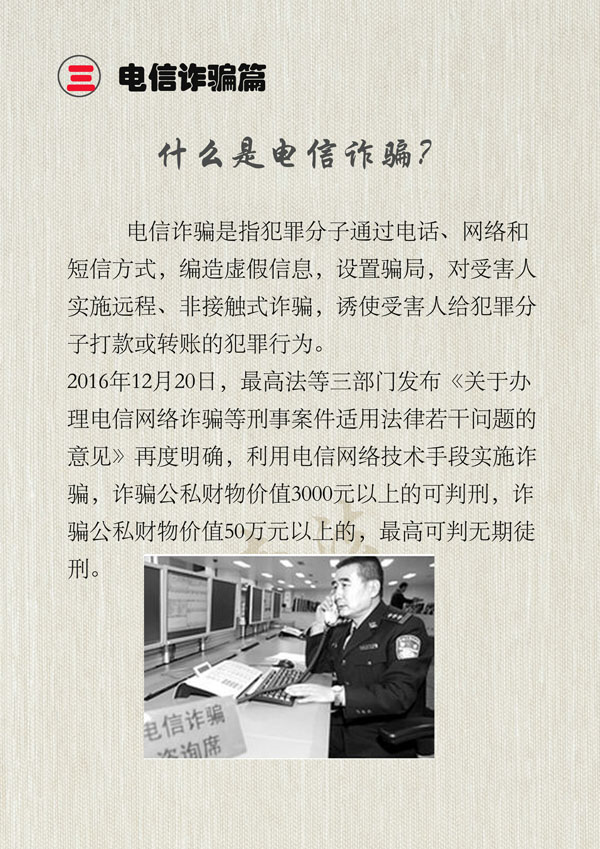 三 电信诈骗篇
什么是电信诈骗?
电信诈骗是指犯罪分子通过电话、网络和
短信方式，编造虚假信息，设置骗局，对受害人
实施远程、非接触式诈骗，诱使受害人给犯罪分
子打款或转账的犯罪行为。
2016年12月20日，最高法等三部门发布《关于办
理电信网络诈骗等刑事案件适用法律若干问题的
意见》再度明确，利用电信网络技术手段实施诈
骗，诈骗公私财物价值3000元以上的可判刑，诈
骗公私财物价值50万元以上的，最高可判无期徒
刑。
电信诈骗
咨询席